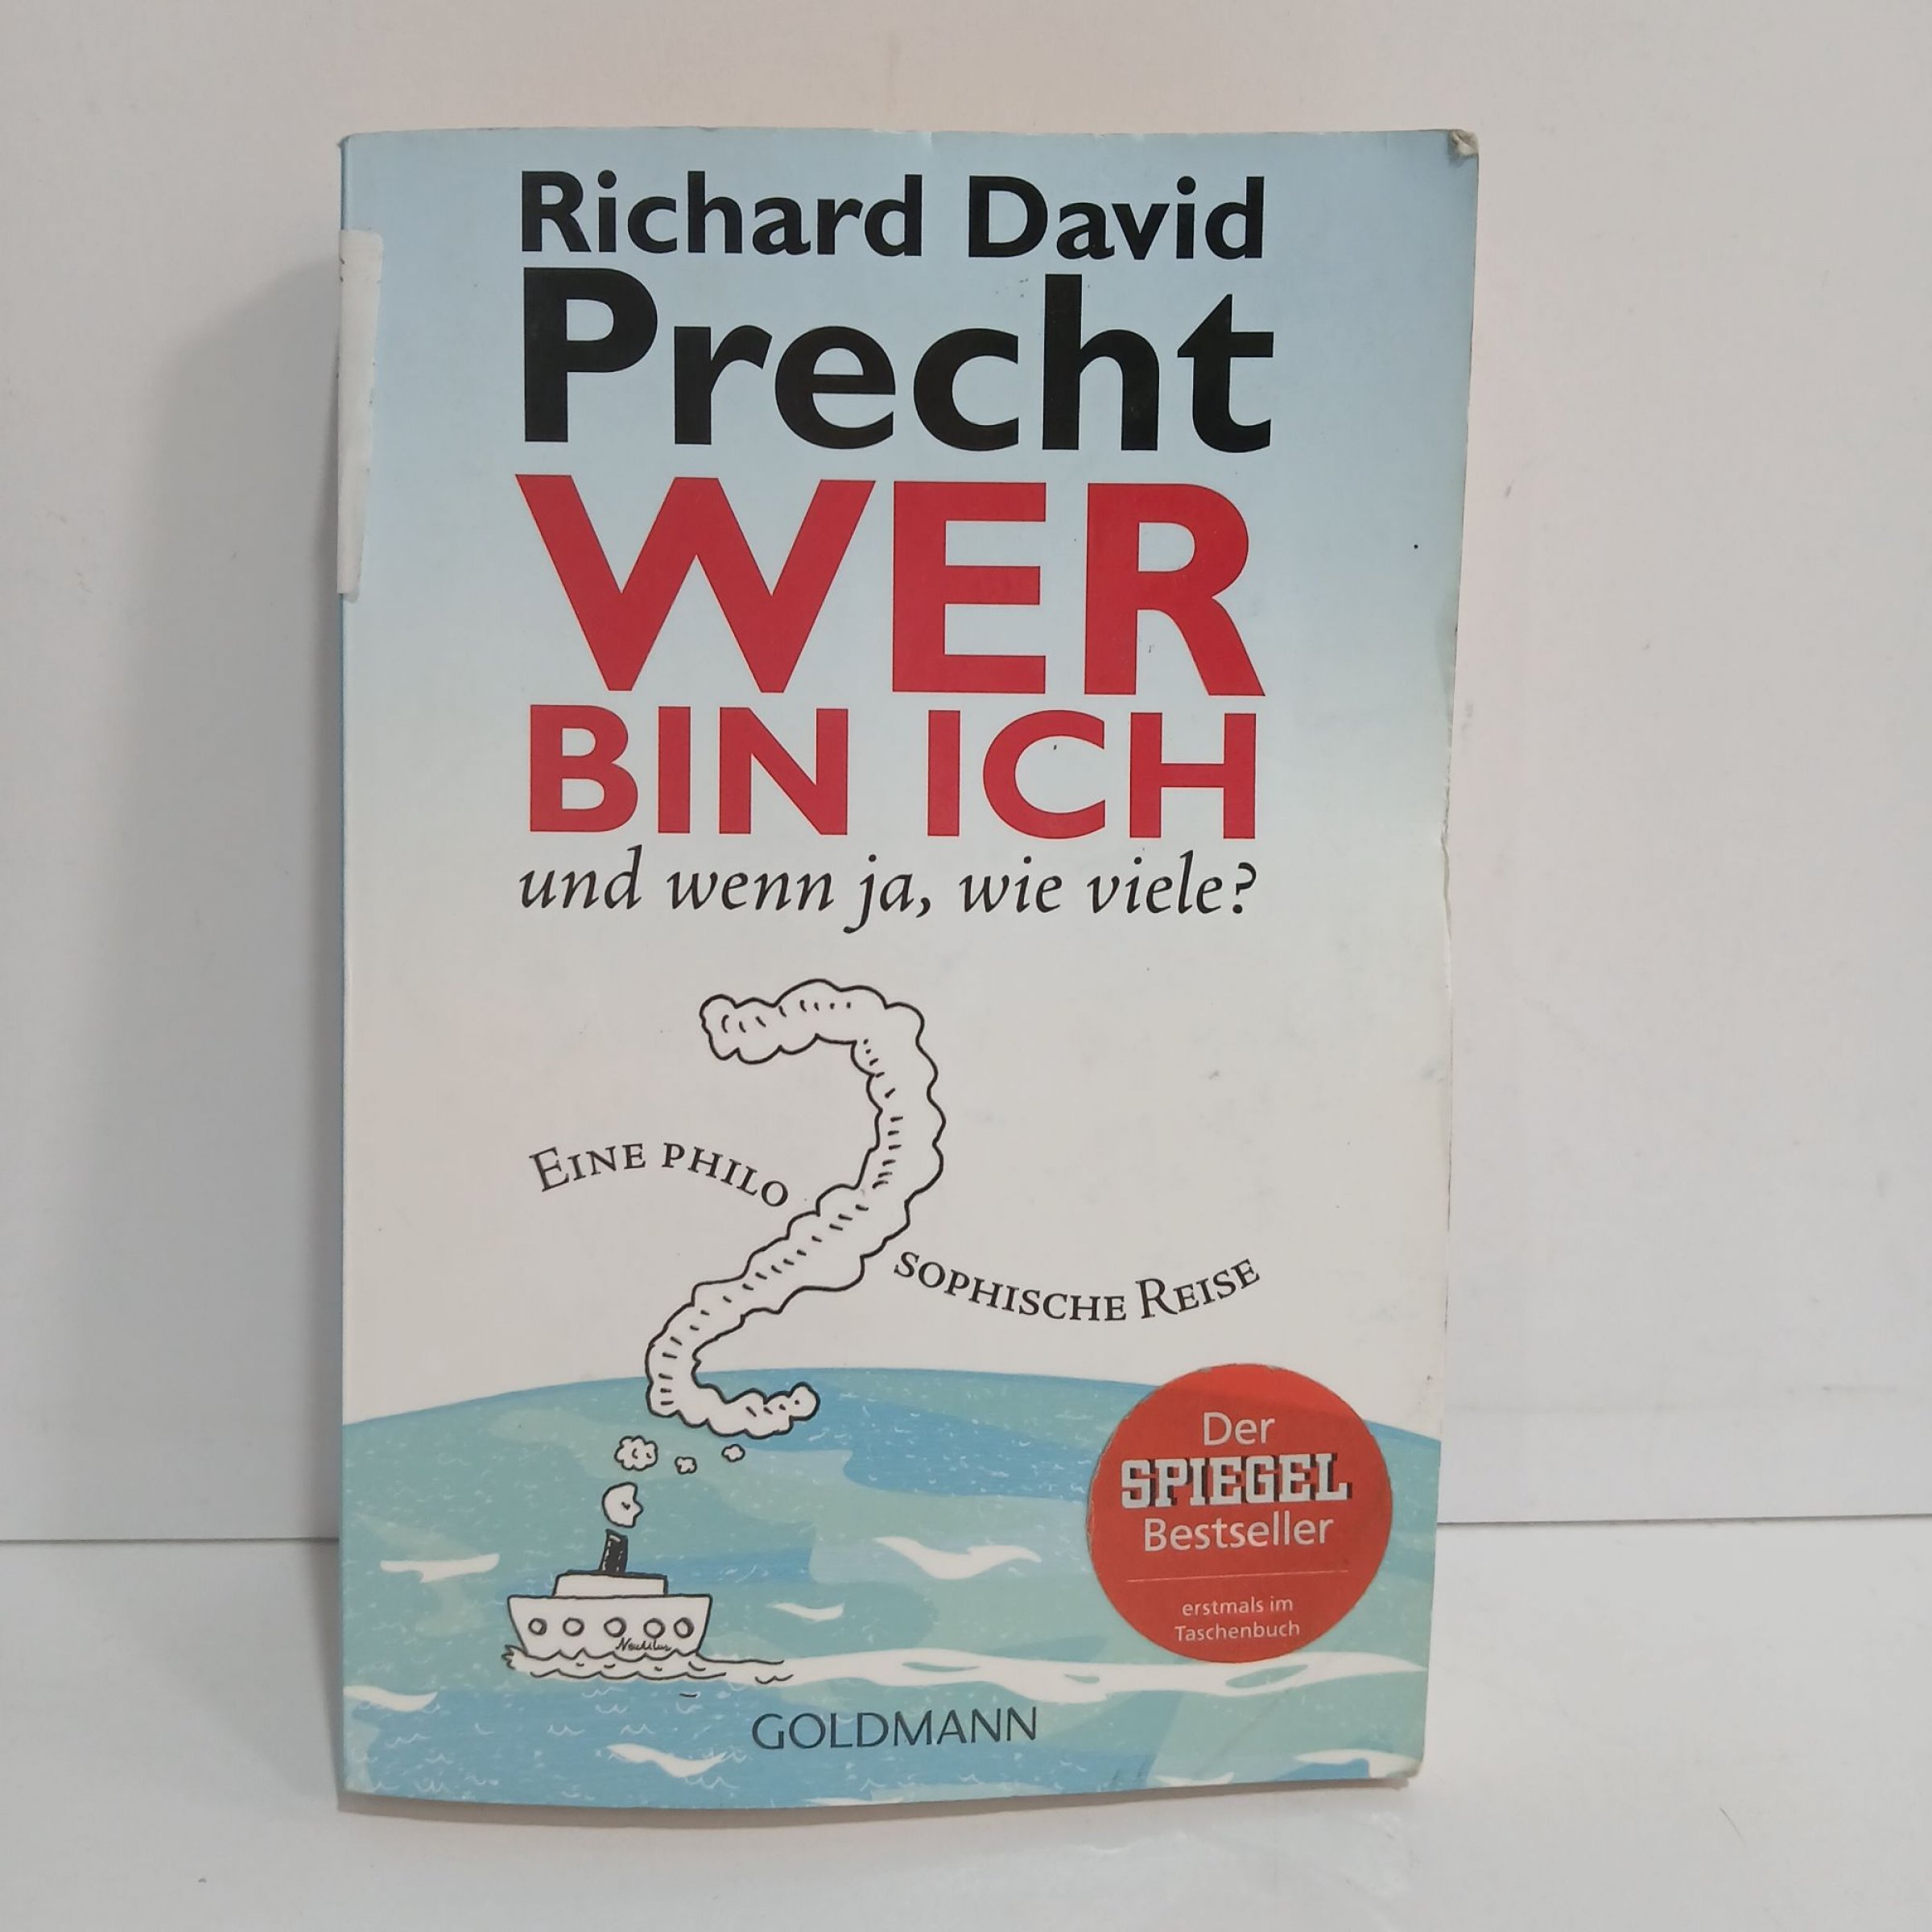 Richard David
Precht
WER
BIN ICH
und wenn ja, wie viele?
EINE PHILO
SOPHISCHE REISE
Der
SPIEGEL
Bestseller
erstmals im
Taschenbuch
Nautilus
GOLDMANN